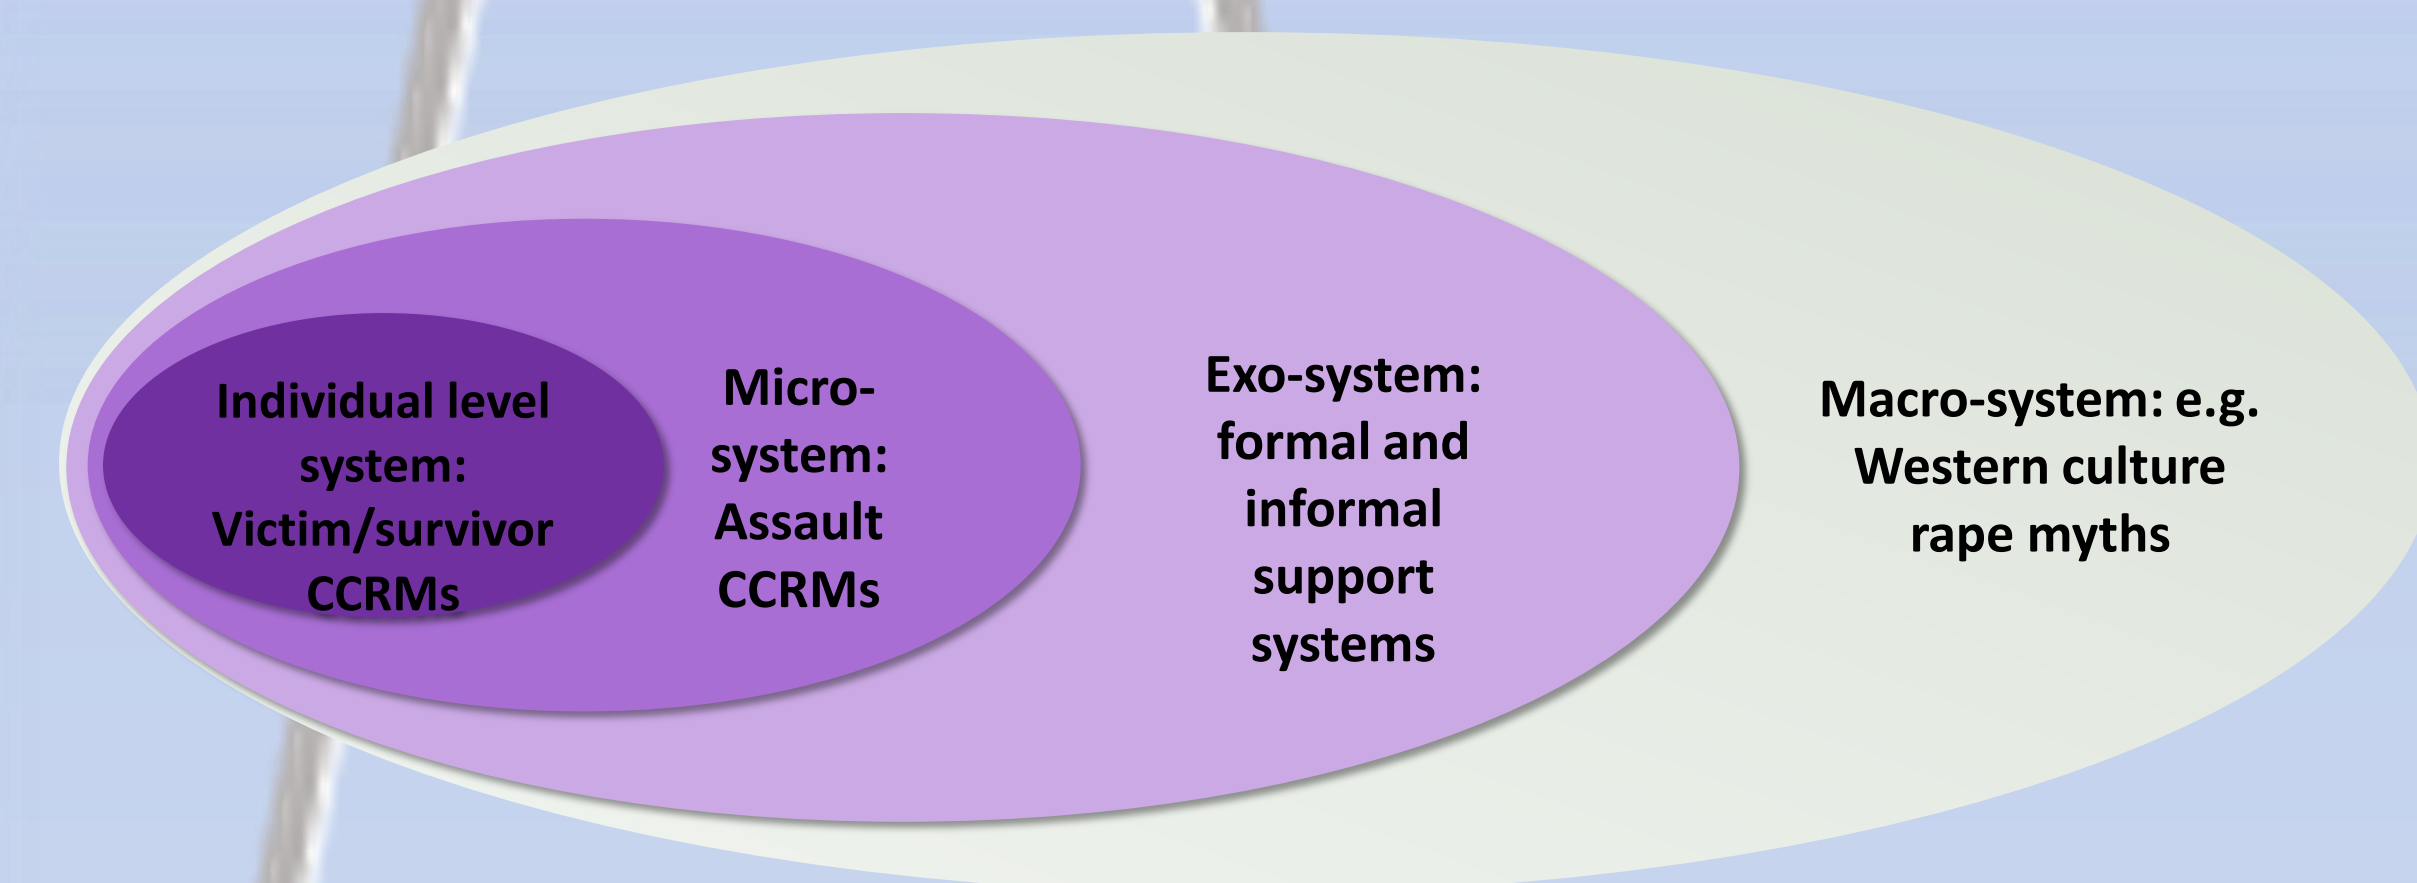 Individual level
system:
Victim/survivor
CCRMs
Micro-
system:
Assault
CCRMs
Exo-system:
formal and
informal
support
systems
Macro-system: e.g.
Western culture
rape myths